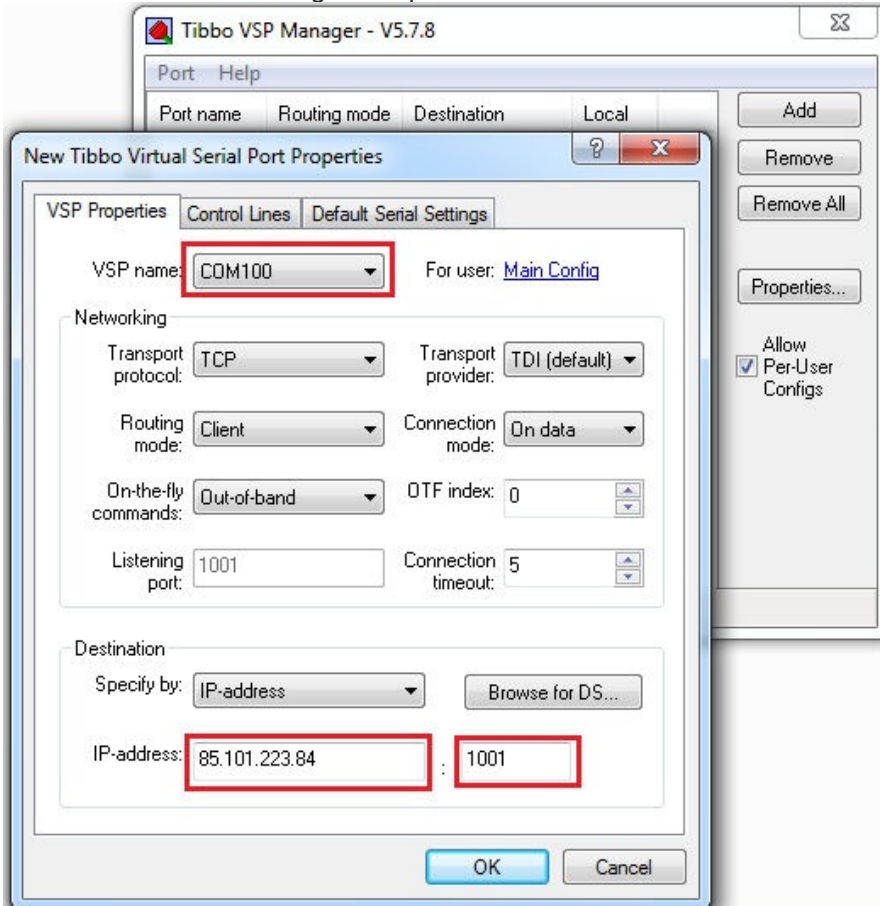 Tibbo VSP Manager - V5.7.8
Port Help
Port name Routing mode Destination Local
Add
Remove
Remove All
Properties...
Allow
Per-User
Configs
New Tibbo Virtual Serial Port Properties
VSP Properties Control Lines Default Serial Settings
VSP name: COM100 For user: Main Config
Networking
Transport protocol: TCP Transport provider: TDI (default)
Routing mode: Client Connection mode: On data
On-the-fly commands: Out-of-band OTF index: 0
Listening port: 1001 Connection timeout: 5
Destination
Specify by: IP-address Browse for DS...
IP-address: 85.101.223.84 : 1001
OK Cancel